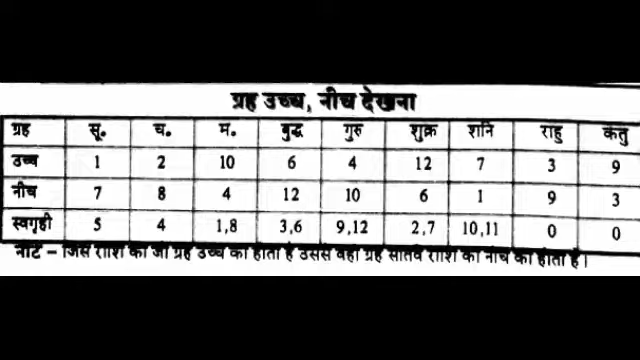 ग्रह उच्च, नीच देखना
ग्रह सू. च. म. बुद्ध गुरु शुक्र शनि राहु केतु
उच्च 1 2 10 6 4 12 7 3 9
नीच 7 8 4 12 10 6 1 9 3
स्वगृही 5 4 1,8 3,6 9,12 2,7 10,11 0 0
नोट – जिस राशि का जो ग्रह उच्च का होता है उससे वही ग्रह सातवें राशि का नीच का होता है।